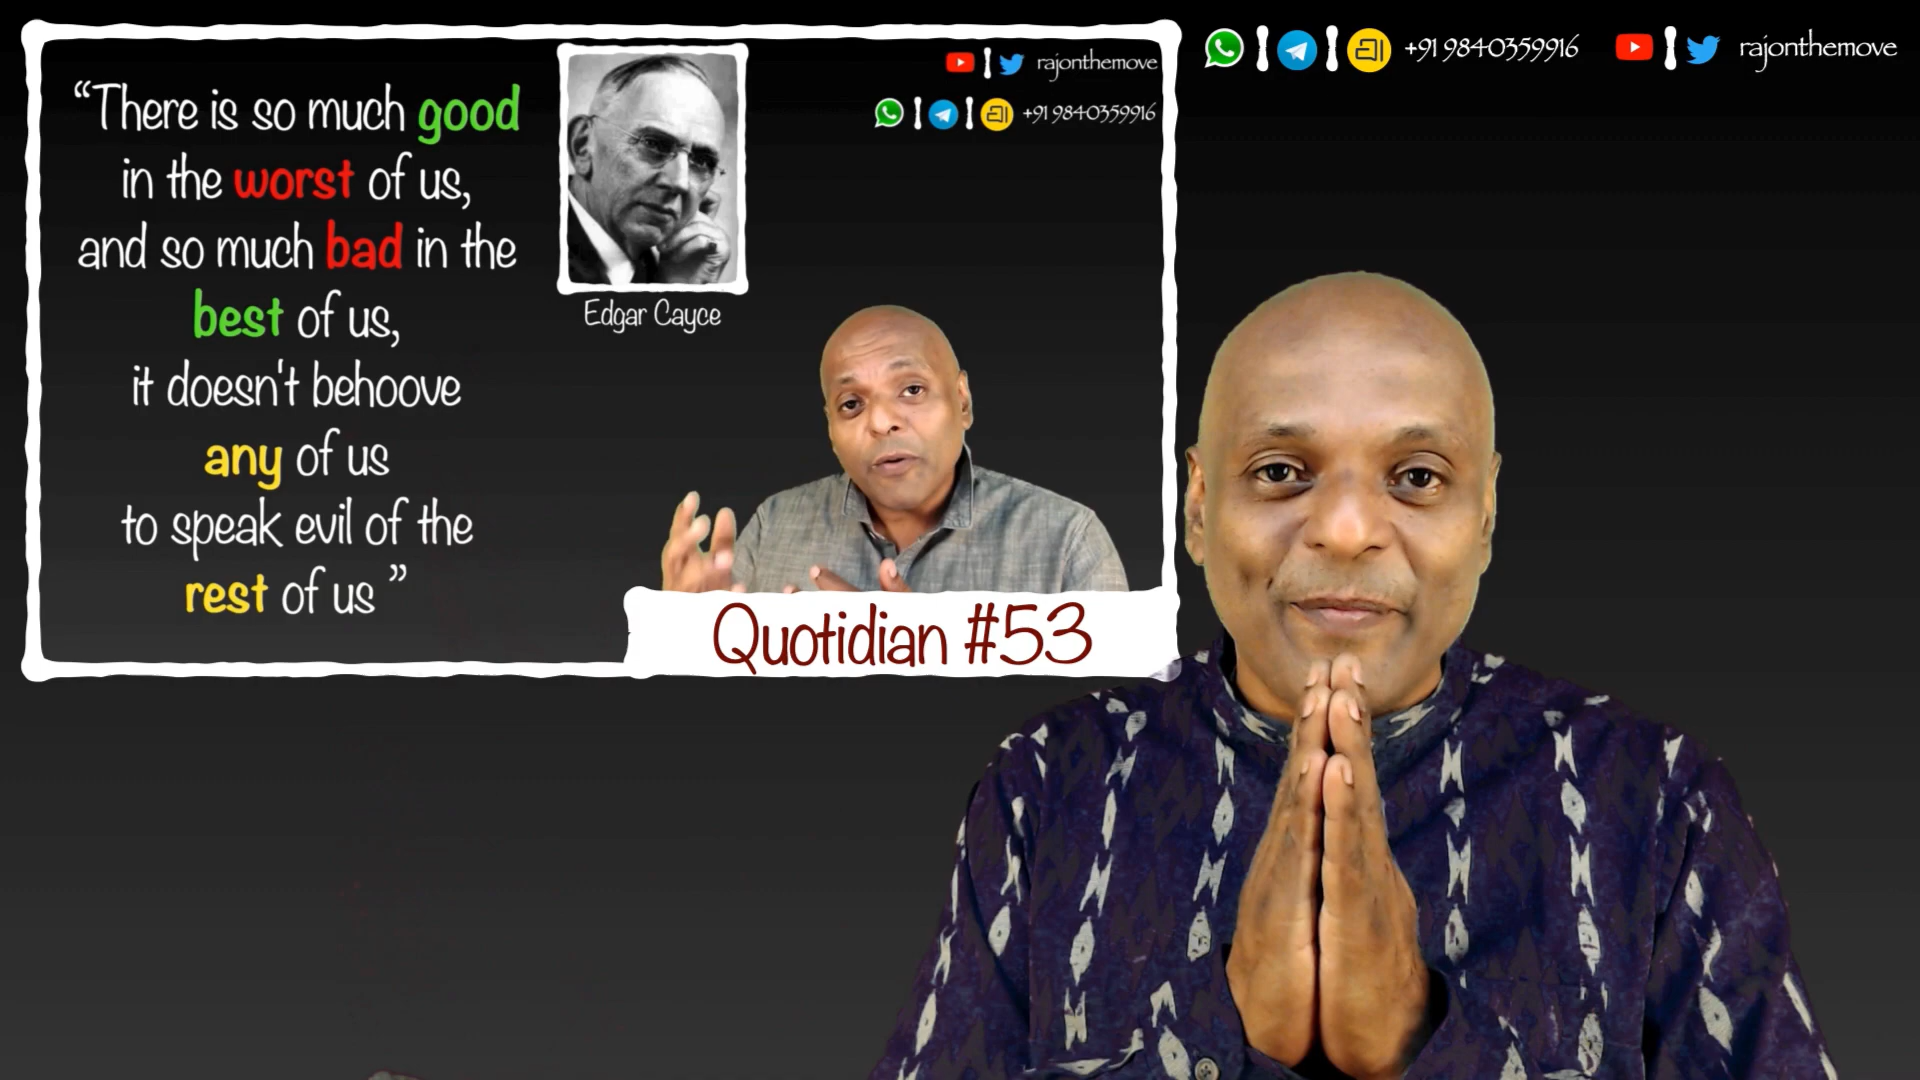 “There is so much good
in the worst of us,
and so much bad in the
best of us,
it doesn't behoove
any of us
to speak evil of the
rest of us ”
Edgar Cayce
rajonthemove
+91 9840359916
Quotidian #53
+91 9840359916
rajonthemove